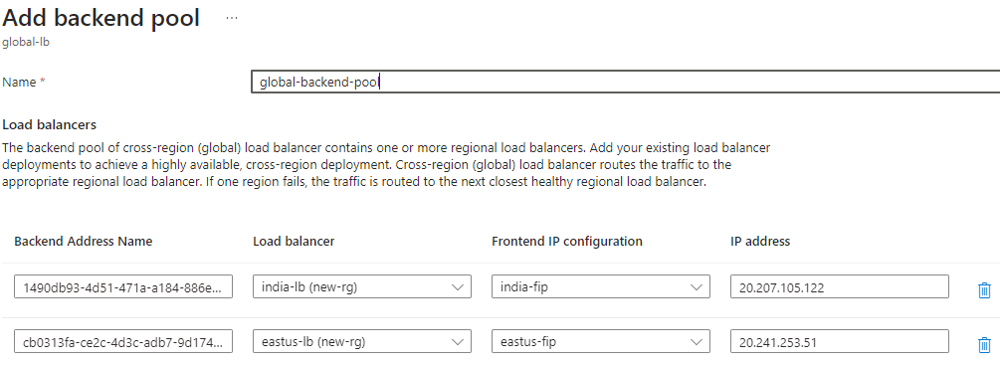 Add backend pool ...
global-lb
Name *
global-backend-pool
Load balancers
The backend pool of cross-region (global) load balancer contains one or more regional load balancers. Add your existing load balancer
deployments to achieve a highly available, cross-region deployment. Cross-region (global) load balancer routes the traffic to the
appropriate regional load balancer. If one region fails, the traffic is routed to the next closest healthy regional load balancer.
Backend Address Name Load balancer Frontend IP configuration IP address
1490db93-4d51-471a-a184-886e... india-lb (new-rg) india-fip 20.207.105.122
cb0313fa-ce2c-4d3c-adb7-9d174... eastus-lb (new-rg) eastus-fip 20.241.253.51